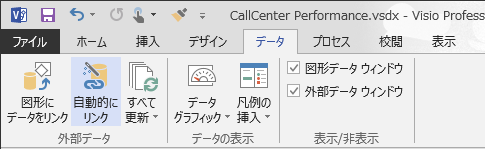 CallCenter Performance.vsdx - Visio Profess
ファイル ホーム 挿入 デザイン データ プロセス 校閲 表示
図形に
データをリンク
自動的に
リンク
すべて
更新
データ
グラフィック
凡例の
挿入
図形データ ウィンドウ
外部データ ウィンドウ
外部データ
データの表示
表示/非表示